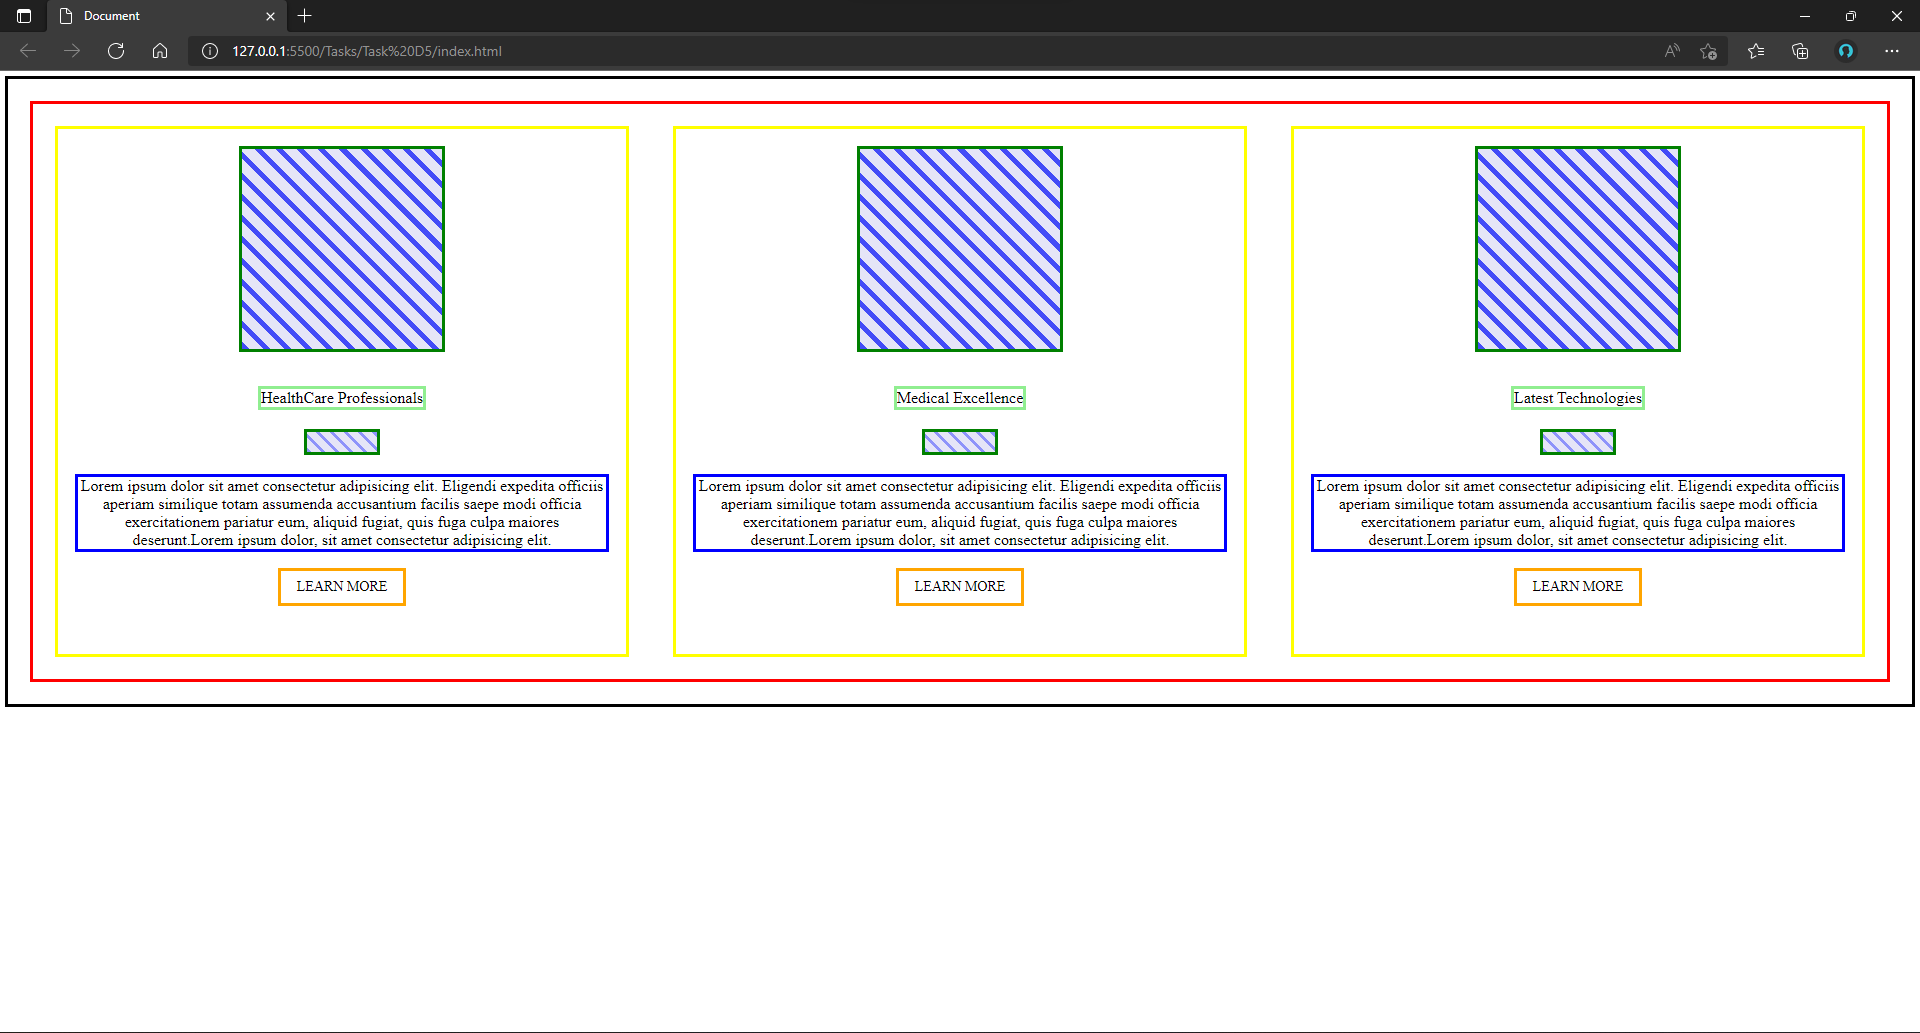 Document
127.0.0.1:5500/Tasks/Task%20D5/index.html
HealthCare Professionals
Lorem ipsum dolor sit amet consectetur adipisicing elit. Eligendi expedita officiis
aperiam similique totam assumenda accusantium facilis saepe modi officia
exercitationem pariatur eum, aliquid fugiat, quis fuga culpa maiores
deserunt.Lorem ipsum dolor, sit amet consectetur adipisicing elit.
LEARN MORE
Medical Excellence
Lorem ipsum dolor sit amet consectetur adipisicing elit. Eligendi expedita officiis
aperiam similique totam assumenda accusantium facilis saepe modi officia
exercitationem pariatur eum, aliquid fugiat, quis fuga culpa maiores
deserunt.Lorem ipsum dolor, sit amet consectetur adipisicing elit.
LEARN MORE
Latest Technologies
Lorem ipsum dolor sit amet consectetur adipisicing elit. Eligendi expedita officiis
aperiam similique totam assumenda accusantium facilis saepe modi officia
exercitationem pariatur eum, aliquid fugiat, quis fuga culpa maiores
deserunt.Lorem ipsum dolor, sit amet consectetur adipisicing elit.
LEARN MORE